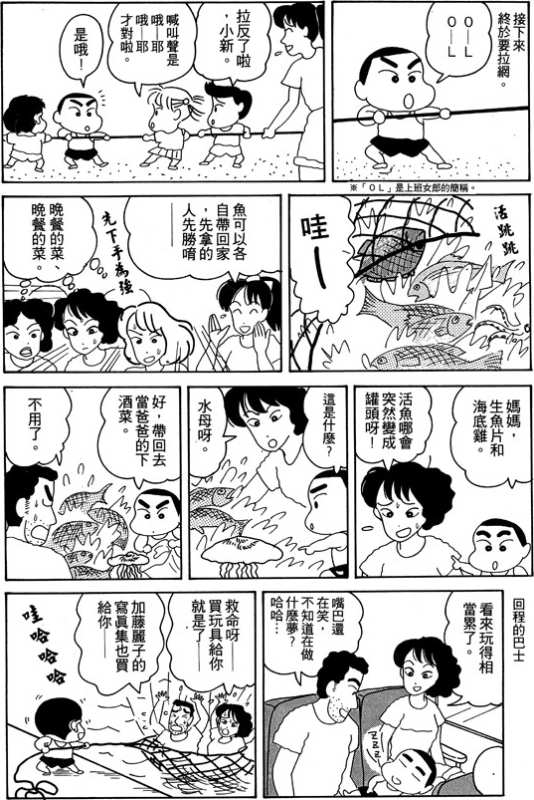 接下來
終於要拉網。
ＯＬ
ＯＬ
※「ＯＬ」是上班女郎的簡稱。
拉反了啦
，小新。
喊叫聲是
哦─耶
哦─耶
才對啦。
是哦！
活跳跳
哇ー
魚可以各
自帶回家
，先拿的
人先勝唷
先下手為強
晚餐的菜、
晚餐的菜。
媽媽，
生魚片和
海底雞。
活魚哪會
突然變成
罐頭呀！
這是什麼？
水母呀。
好，帶回去
當爸爸的下
酒菜。
不用了。
回程的巴士
看來玩得相
當累了。
嘴巴還
在笑，
不知道在做
什麼夢？
哈哈…
ZZZ
救命呀──
買玩具給你
就是了──
加藤麗子的
寫真集也買
給你──
哇哈哈哈